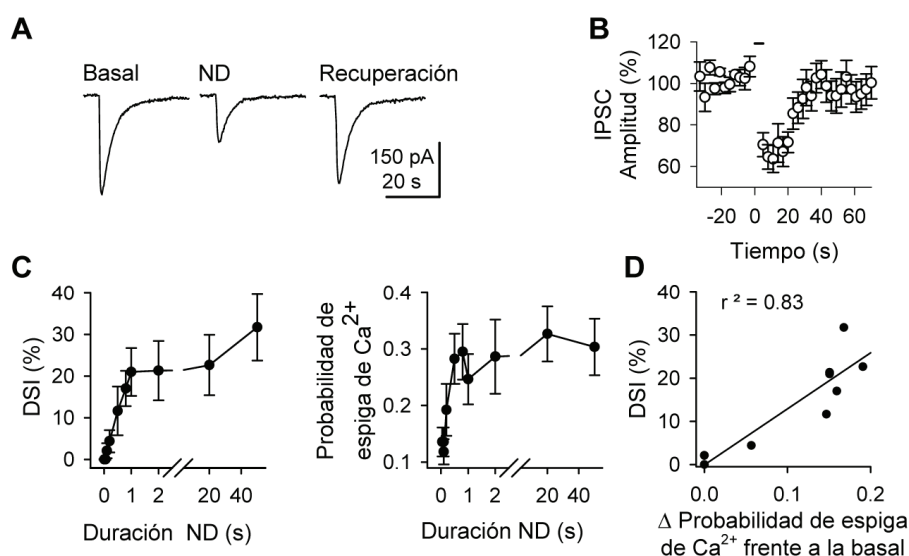 A
Basal
ND
Recuperación
150 pA
20 s
B
120
100
80
60
IPSC
Amplitud (%)
-20
0
20
40
60
Tiempo (s)
C
40
30
20
10
0
DSI (%)
0
1
2
20
40
Duración ND (s)
0.4
0.3
0.2
0.1
Probabilidad de
espiga de Ca²⁺
0
1
2
20
40
Duración ND (s)
D
r ² = 0.83
40
30
20
10
0
DSI (%)
0.0
0.1
0.2
Δ Probabilidad de espiga
de Ca²⁺ frente a la basal